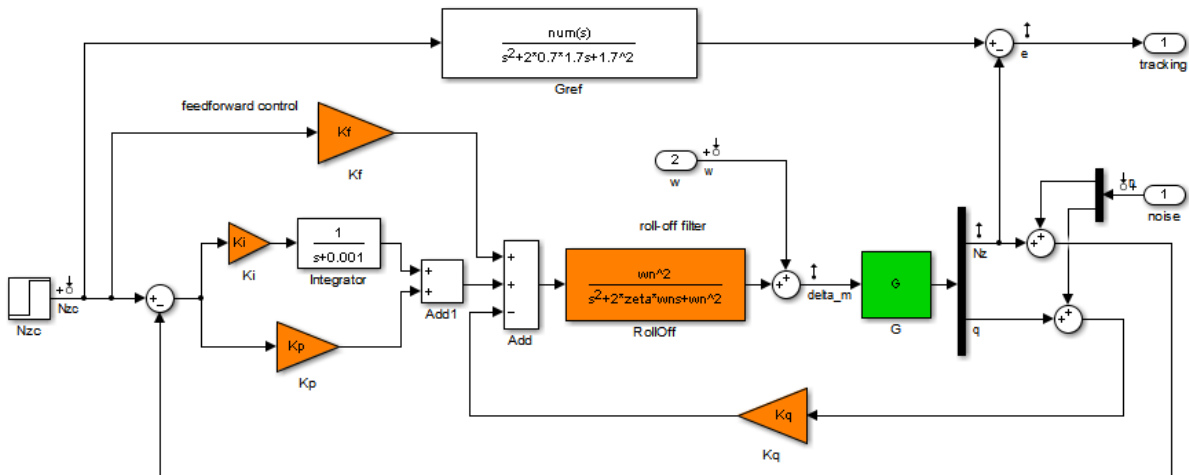 num(s)
s²+2*0.7*1.7s+1.7^2
Gref
+
−
e
1
tracking
feedforward control
Kf
Kf
2
w
+
w
n
1
noise
roll-off filter
Ki
Ki
1
s+0.001
Integrator
+
+
Add1
+
+
−
Add
wn^2
s²+2*zeta*wns+wn^2
RollOff
+
+
delta_m
G
G
Nz
q
+
+
+
+
Nzc
+
Nzc
+
−
Kp
Kp
Kq
Kq